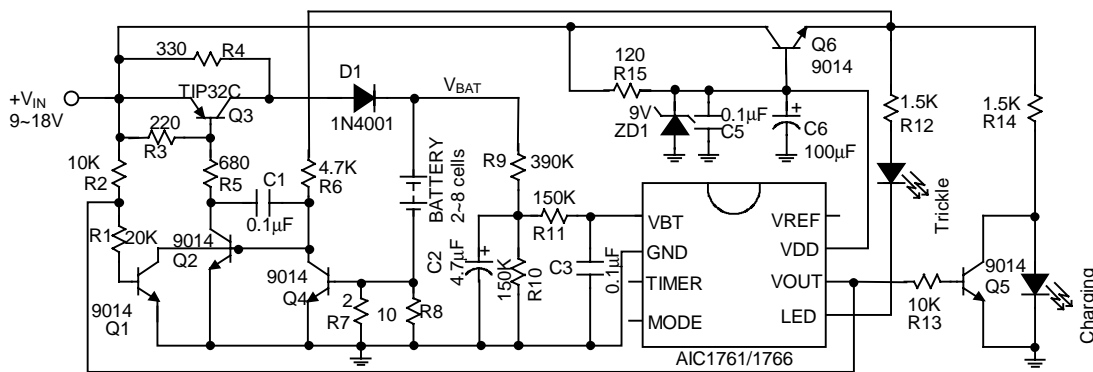 330
R4
TIP32C
Q3
+VIN
9~18V
220
R3
10K
R2
680
R5
C1
0.1µF
4.7K
R6
R1
20K
9014
Q2
9014
Q1
9014
Q4
D1
1N4001
VBAT
BATTERY
2~8 cells
2
R7
10
R8
R9
390K
C2
4.7µF
150K
R10
150K
R11
C3
0.1µF
120
R15
9V
ZD1
0.1µF
C5
C6
100µF
Q6
9014
VBT
GND
TIMER
MODE
VREF
VDD
VOUT
LED
AIC1761/1766
1.5K
R12
Trickle
1.5K
R14
10K
R13
9014
Q5
Charging